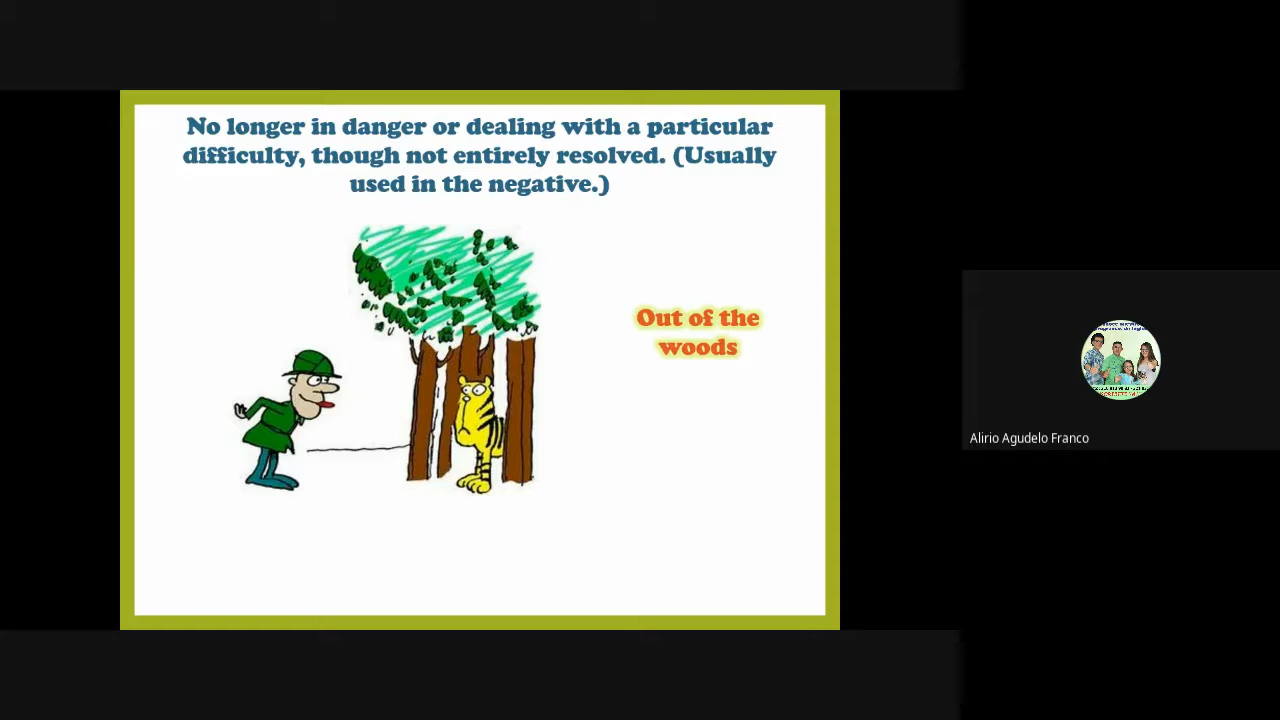 No longer in danger or dealing with a particular
difficulty, though not entirely resolved. (Usually
used in the negative.)
Out of the
woods
Alirio Agudelo Franco